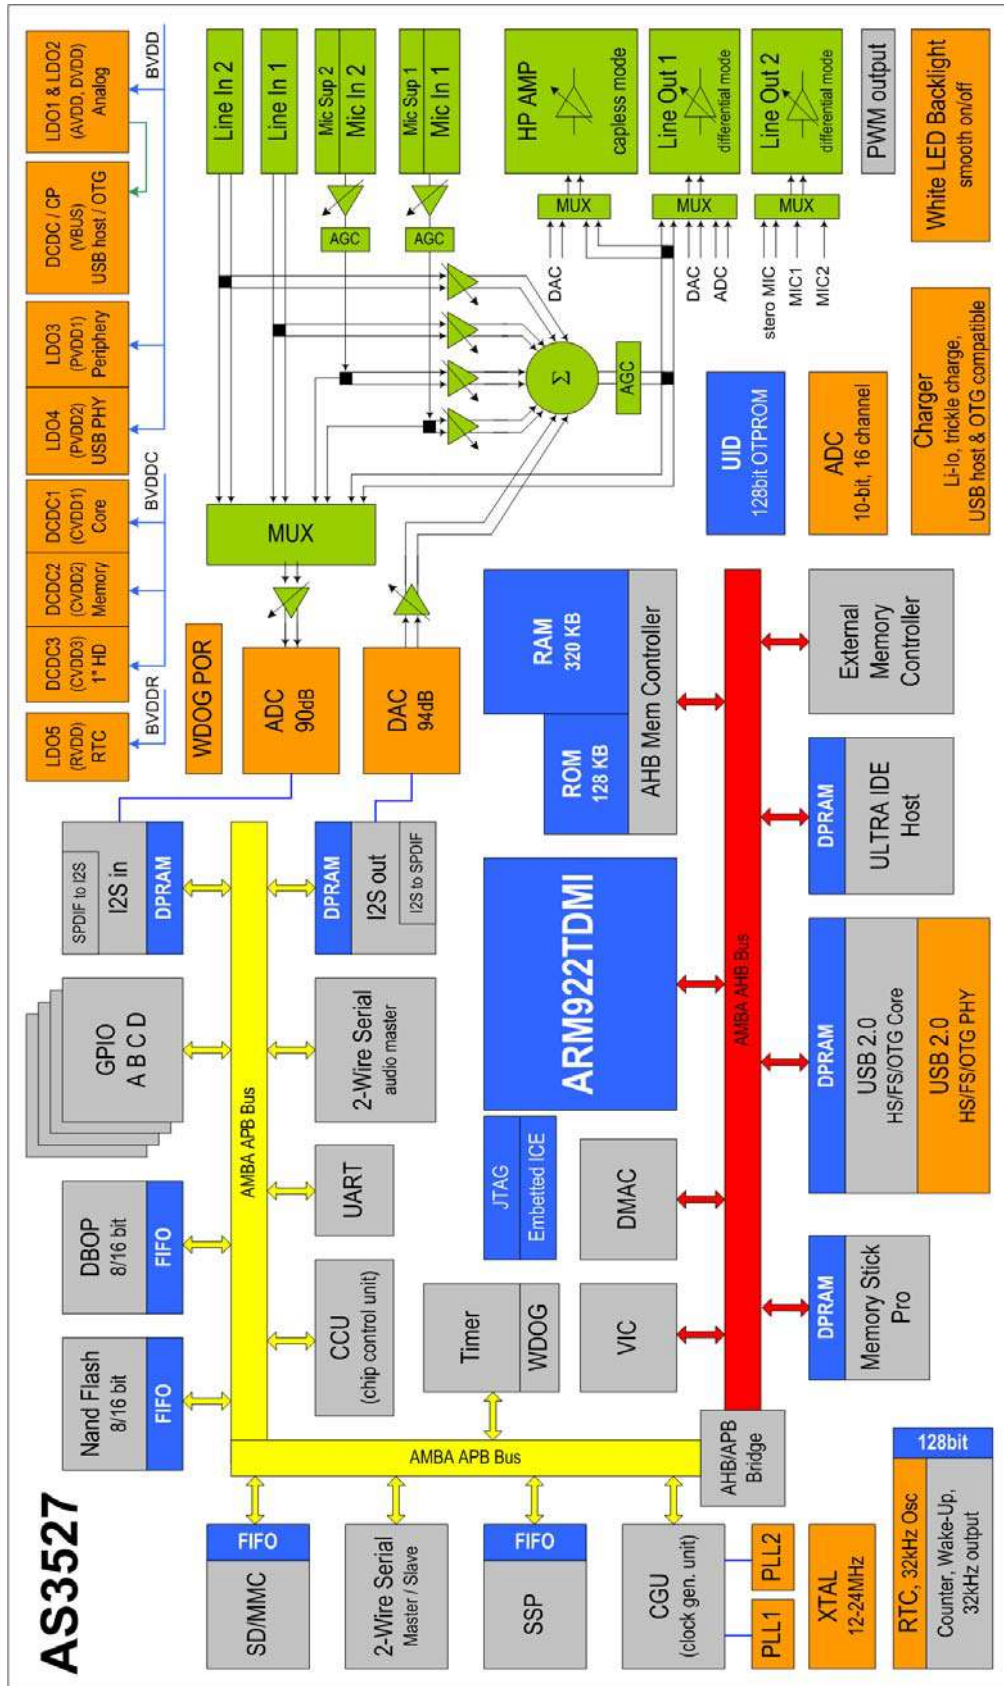 AS3527
Nand Flash
8/16 bit
FIFO
DBOP
8/16 bit
FIFO
GPIO
A B C D
SPDIF to I2S
I2S in
DPRAM
LDO5
(RVDD)
RTC
DCDC3
(CVDD3)
1" HD
DCDC2
(CVDD2)
Memory
DCDC1
(CVDD1)
Core
LDO4
(PVDD2)
USB PHY
LDO3
(PVDD1)
Periphery
DCDC / CP
(VBUS)
USB host / OTG
LDO1 & LDO2
(AVDD, DVDD)
Analog
BVDDR
BVDDC
BVDD
WDOG POR
SD/MMC
FIFO
AMBA APB Bus
2-Wire Serial
Master / Slave
AMBA APB Bus
CCU
(chip control unit)
UART
2-Wire Serial
audio master
DPRAM
I2S out
I2S to SPDIF
ADC
90dB
DAC
94dB
MUX
Line In 2
Line In 1
Mic Sup 2
Mic In 2
Mic Sup 1
Mic In 1
AGC
AGC
Σ
AGC
SSP
FIFO
Timer
WDOG
JTAG
Embetted ICE
ARM922TDMI
ROM
128 KB
RAM
320 KB
AHB Mem Controller
HP AMP
capless mode
MUX
DAC
CGU
(clock gen. unit)
VIC
DMAC
Line Out 1
differential mode
MUX
DAC
ADC
PLL1
PLL2
AHB/APB
Bridge
AMBA AHB Bus
UID
128bit OTPROM
Line Out 2
differential mode
MUX
stero MIC
MIC1
MIC2
XTAL
12-24MHz
DPRAM
Memory Stick
Pro
DPRAM
USB 2.0
HS/FS/OTG Core
USB 2.0
HS/FS/OTG PHY
DPRAM
ULTRA IDE
Host
External
Memory
Controller
ADC
10-bit, 16 channel
PWM output
RTC, 32kHz Osc
128bit
Counter, Wake-Up,
32kHz output
Charger
Li-Io, trickle charge,
USB host & OTG compatible
White LED Backlight
smooth on/off